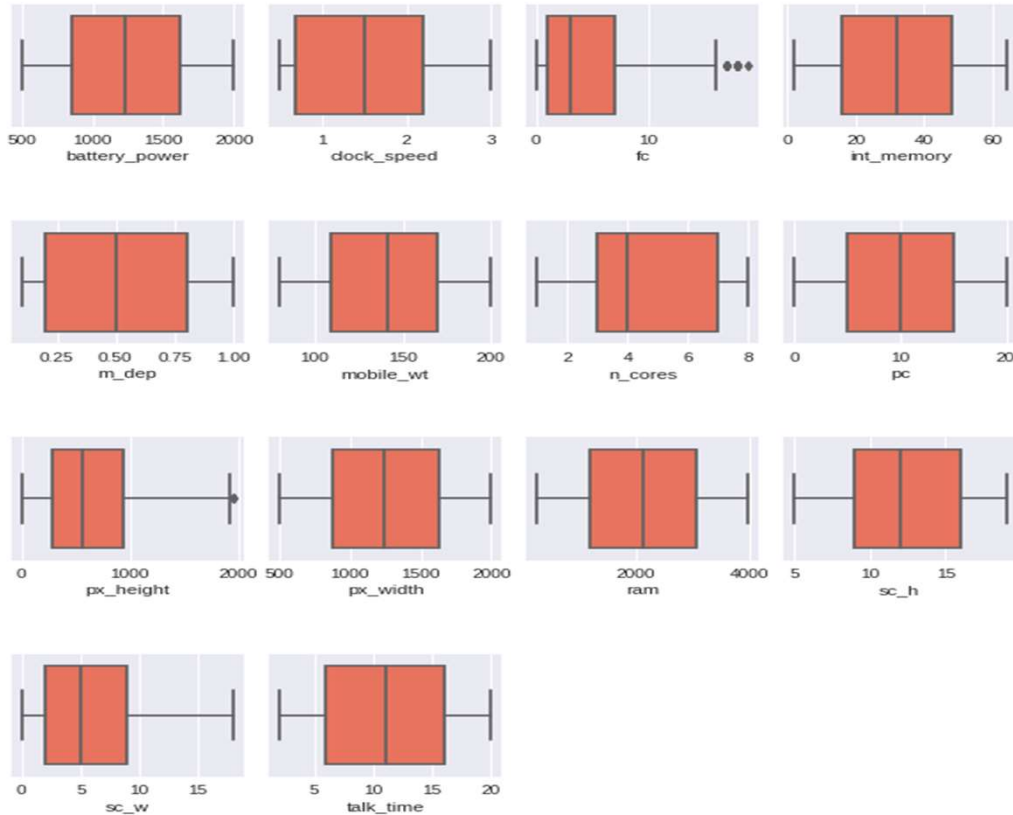 500 1000 1500 2000
battery_power
1 2 3
clock_speed
0 10
fc
0 20 40 60
int_memory
0.25 0.50 0.75 1.00
m_dep
100 150 200
mobile_wt
2 4 6 8
n_cores
0 10 20
pc
0 1000 2000
px_height
500 1000 1500 2000
px_width
2000 4000
ram
5 10 15
sc_h
0 5 10 15
sc_w
5 10 15 20
talk_time